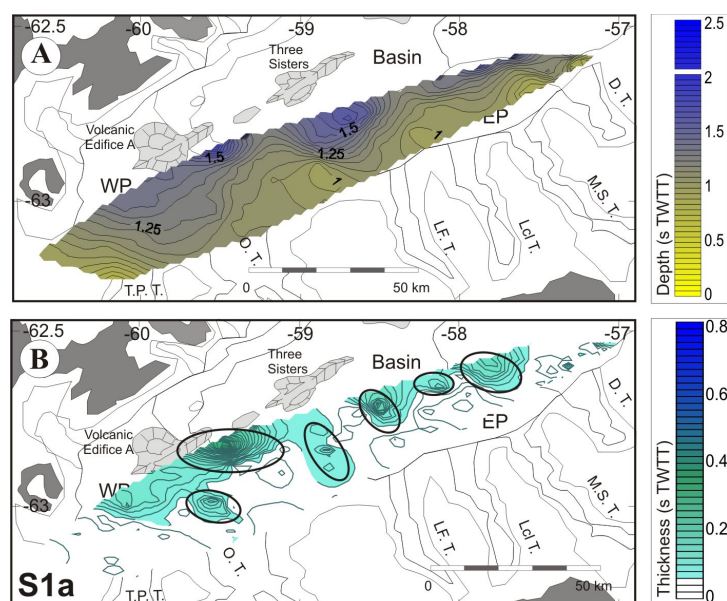 -62.5
-60
-59
-58
-57
A
Three
Sisters
Basin
D. T.
Volcanic
Edifice A
1.5
1.5
1.25
1
EP
WP
1
-63
1.25
M.S. T.
O. T.
LF. T.
Lcl T.
0
50 km
T.P. T.
2.5
2
1.5
1
0.5
0
Depth (s TWTT)
-62.5
-60
-59
-58
-57
B
Three
Sisters
Basin
D. T.
Volcanic
Edifice A
EP
WP
-63
M.S. T.
O. T.
LF. T.
Lcl T.
0
50 km
S1a
T.P. T.
0.8
0.6
0.4
0.2
0
Thickness (s TWTT)